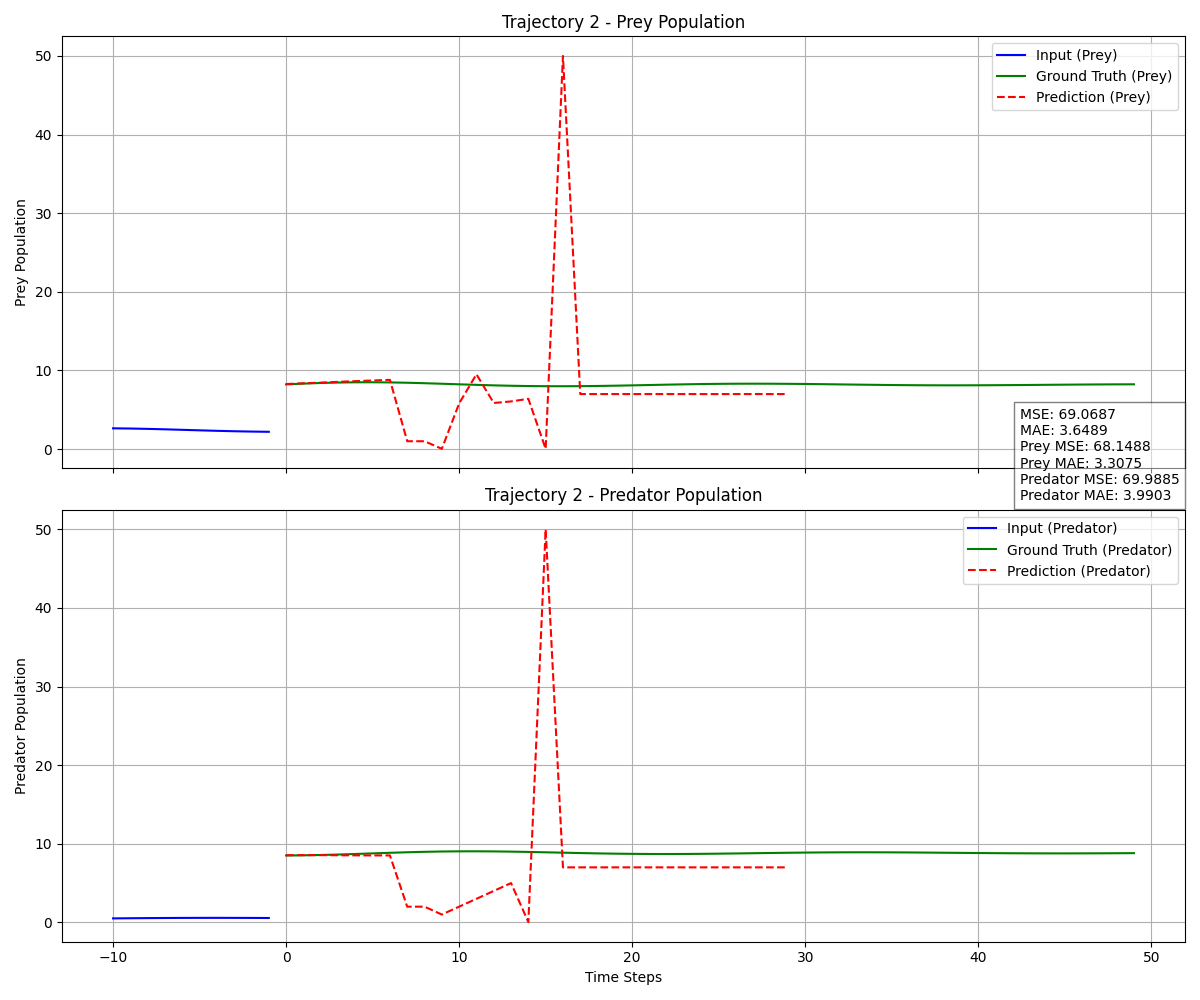 Trajectory 2 - Prey Population
Input (Prey)
Ground Truth (Prey)
Prediction (Prey)
50
40
30
20
10
0
Prey Population
MSE: 69.0687
MAE: 3.6489
Prey MSE: 68.1488
Prey MAE: 3.3075
Predator MSE: 69.9885
Predator MAE: 3.9903
Trajectory 2 - Predator Population
Input (Predator)
Ground Truth (Predator)
Prediction (Predator)
50
40
30
20
10
0
Predator Population
−10 0 10 20 30 40 50
Time Steps